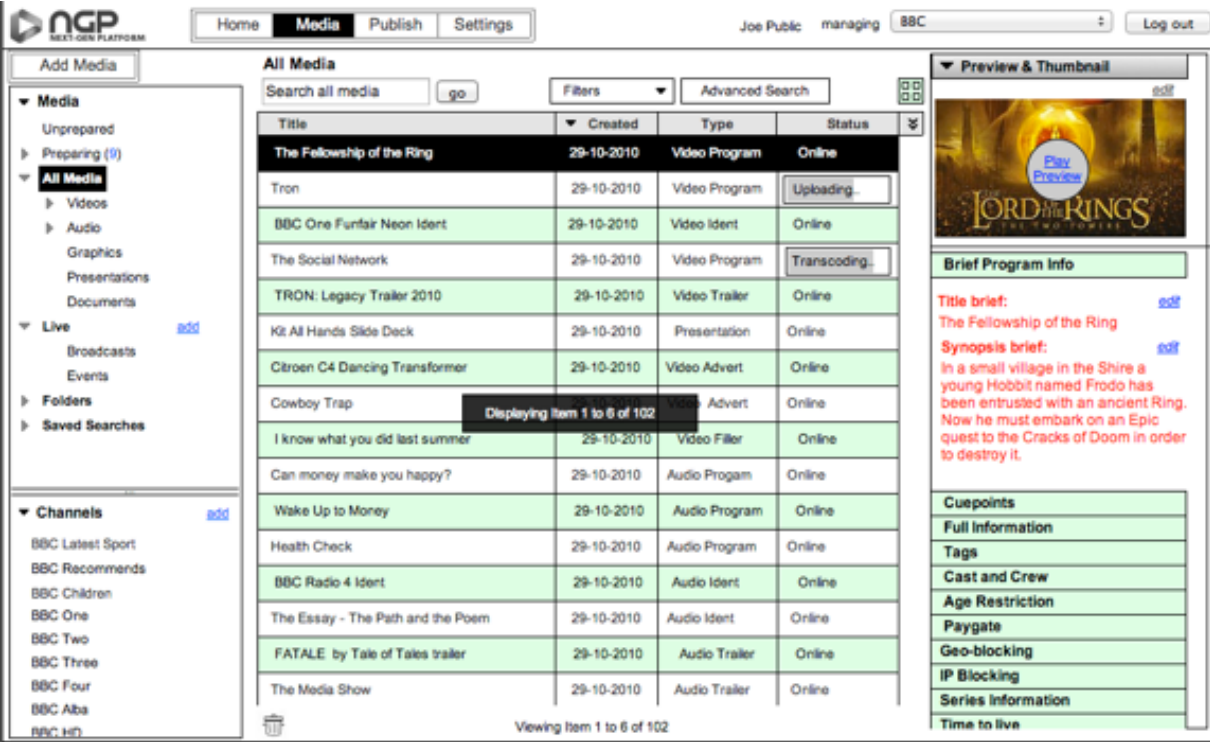 NGP
NEXT-GEN PLATFORM
Home Media Publish Settings
Joe Public managing BBC Log out
Add Media
Media
Unprepared
Preparing (9)
All Media
Videos
Audio
Graphics
Presentations
Documents
Live add
Broadcasts
Events
Folders
Saved Searches
Channels add
BBC Latest Sport
BBC Recommends
BBC Children
BBC One
BBC Two
BBC Three
BBC Four
BBC Alba
BBC HD
All Media
Search all media go Filters Advanced Search
Title Created Type Status
The Fellowship of the Ring 29-10-2010 Video Program Online
Tron 29-10-2010 Video Program Uploading..
BBC One Funfair Neon Ident 29-10-2010 Video Ident Online
The Social Network 29-10-2010 Video Program Transcoding..
TRON: Legacy Trailer 2010 29-10-2010 Video Trailer Online
Kit All Hands Slide Deck 29-10-2010 Presentation Online
Citroen C4 Dancing Transformer 29-10-2010 Video Advert Online
Cowboy Trap 29-10-2010 Video Advert Online
Displaying Item 1 to 6 of 102
I know what you did last summer 29-10-2010 Video Filler Online
Can money make you happy? 29-10-2010 Audio Progam Online
Wake Up to Money 29-10-2010 Audio Program Online
Health Check 29-10-2010 Audio Program Online
BBC Radio 4 Ident 29-10-2010 Audio Ident Online
The Essay - The Path and the Poem 29-10-2010 Audio Ident Online
FATALE by Tale of Tales trailer 29-10-2010 Audio Trailer Online
The Media Show 29-10-2010 Audio Trailer Online
Viewing Item 1 to 6 of 102
Preview & Thumbnail
edit
Play
Preview
THE
LORD OF THE RINGS
THE TWO TOWERS
Brief Program Info
Title brief: edit
The Fellowship of the Ring
Synopsis brief: edit
In a small village in the Shire a
young Hobbit named Frodo has
been entrusted with an ancient Ring.
Now he must embark on an Epic
quest to the Cracks of Doom in order
to destroy it.
Cuepoints
Full Information
Tags
Cast and Crew
Age Restriction
Paygate
Geo-blocking
IP Blocking
Series Information
Time to live